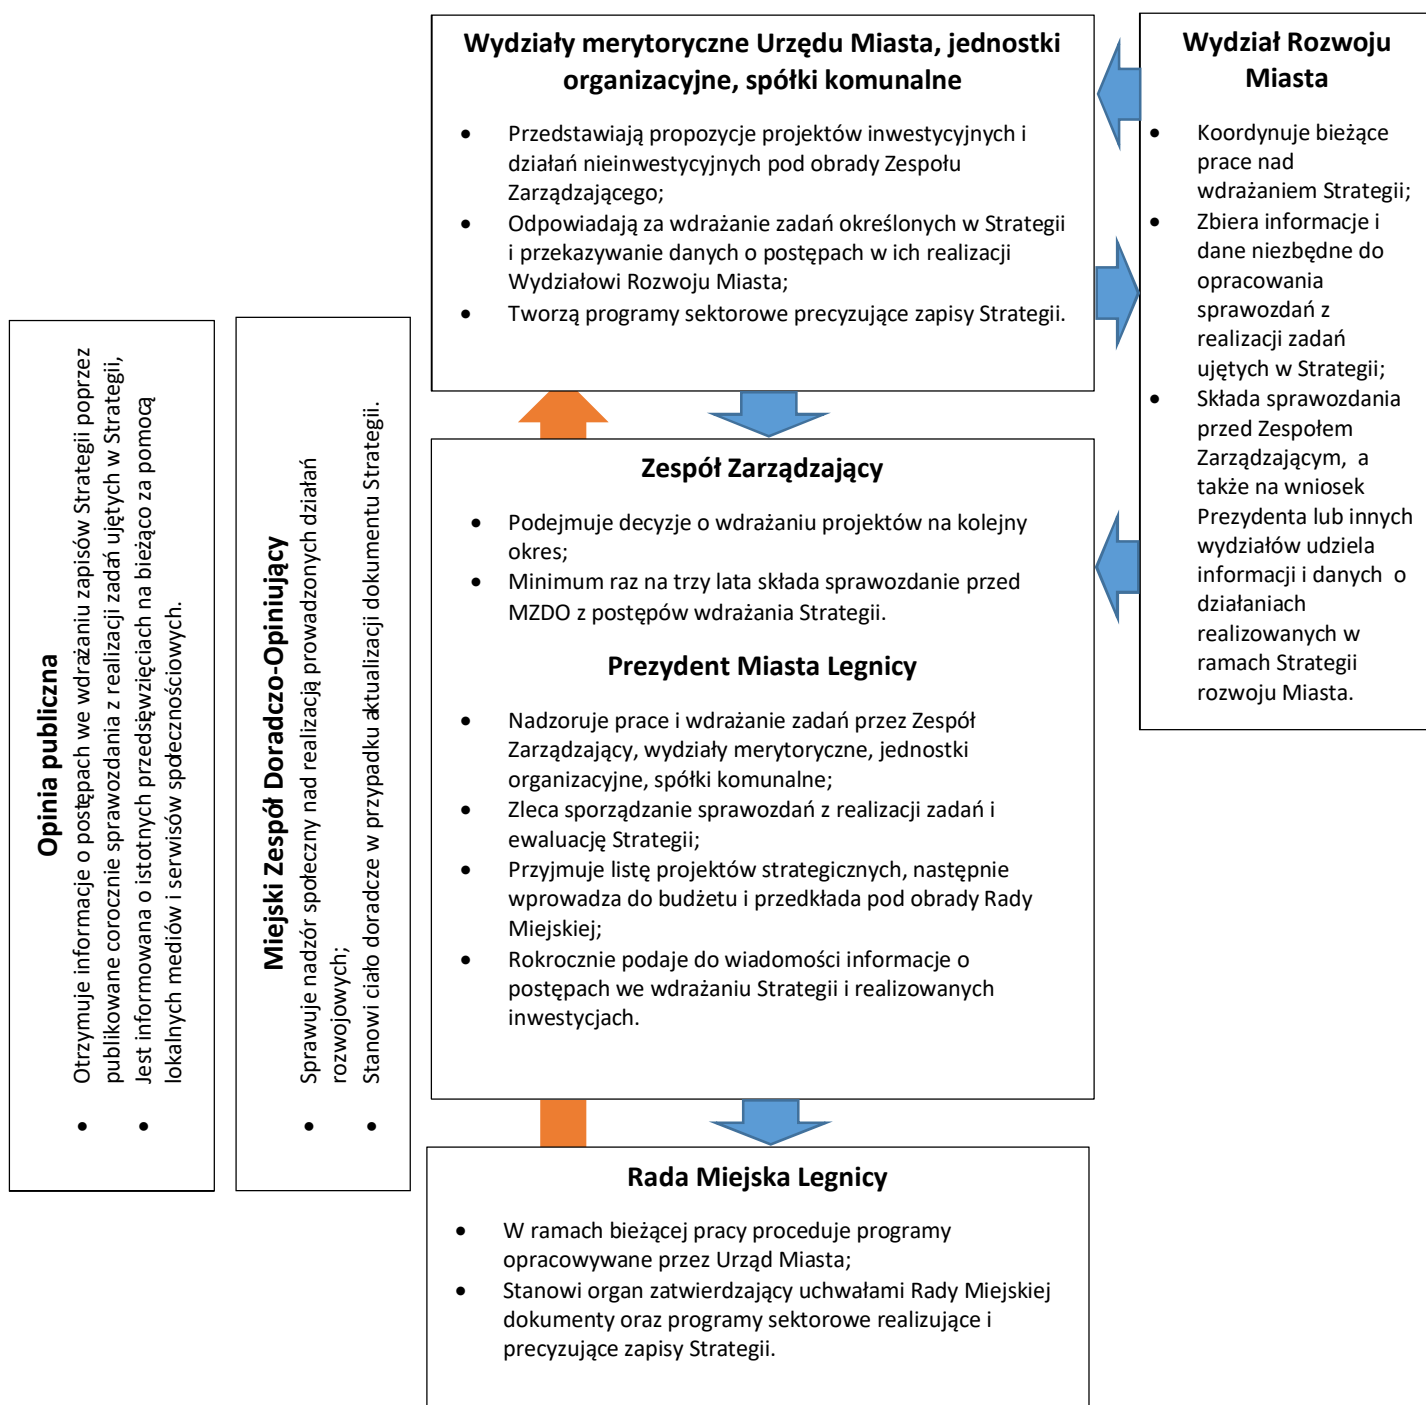 Wydziały merytoryczne Urzędu Miasta, jednostki
organizacyjne, spółki komunalne
• Przedstawiają propozycje projektów inwestycyjnych i
działań nieinwestycyjnych pod obrady Zespołu
Zarządzającego;
• Odpowiadają za wdrażanie zadań określonych w Strategii
i przekazywanie danych o postępach w ich realizacji
Wydziałowi Rozwoju Miasta;
• Tworzą programy sektorowe precyzujące zapisy Strategii.
Wydział Rozwoju
Miasta
• Koordynuje bieżące
prace nad
wdrażaniem Strategii;
• Zbiera informacje i
dane niezbędne do
opracowania
sprawozdań z
realizacji zadań
ujętych w Strategii;
• Składa sprawozdania
przed Zespołem
Zarządzającym, a
także na wniosek
Prezydenta lub innych
wydziałów udziela
informacji i danych o
działaniach
realizowanych w
ramach Strategii
rozwoju Miasta.
Opinia publiczna
• Otrzymuje informacje o postępach we wdrażaniu zapisów Strategii poprzez
publikowane corocznie sprawozdania z realizacji zadań ujętych w Strategii,
• Jest informowana o istotnych przedsięwzięciach na bieżąco za pomocą
lokalnych mediów i serwisów społecznościowych.
Miejski Zespół Doradczo-Opiniujący
• Sprawuje nadzór społeczny nad realizacją prowadzonych działań
rozwojowych;
• Stanowi ciało doradcze w przypadku aktualizacji dokumentu Strategii.
Zespół Zarządzający
• Podejmuje decyzje o wdrażaniu projektów na kolejny
okres;
• Minimum raz na trzy lata składa sprawozdanie przed
MZDO z postępów wdrażania Strategii.
Prezydent Miasta Legnicy
• Nadzoruje prace i wdrażanie zadań przez Zespół
Zarządzający, wydziały merytoryczne, jednostki
organizacyjne, spółki komunalne;
• Zleca sporządzanie sprawozdań z realizacji zadań i
ewaluację Strategii;
• Przyjmuje listę projektów strategicznych, następnie
wprowadza do budżetu i przedkłada pod obrady Rady
Miejskiej;
• Rokrocznie podaje do wiadomości informacje o
postępach we wdrażaniu Strategii i realizowanych
inwestycjach.
Rada Miejska Legnicy
• W ramach bieżącej pracy proceduje programy
opracowywane przez Urząd Miasta;
• Stanowi organ zatwierdzający uchwałami Rady Miejskiej
dokumenty oraz programy sektorowe realizujące i
precyzujące zapisy Strategii.